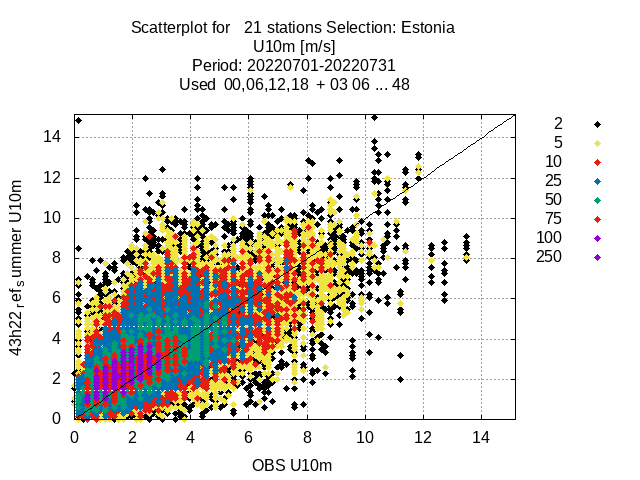 Scatterplot for 21 stations Selection: Estonia
U10m [m/s]
Period: 20220701-20220731
Used 00,06,12,18 + 03 06 ... 48
43h22_ref_summer U10m
14
12
10
8
6
4
2
0
0 2 4 6 8 10 12 14
OBS U10m
2
5
10
25
50
75
100
250